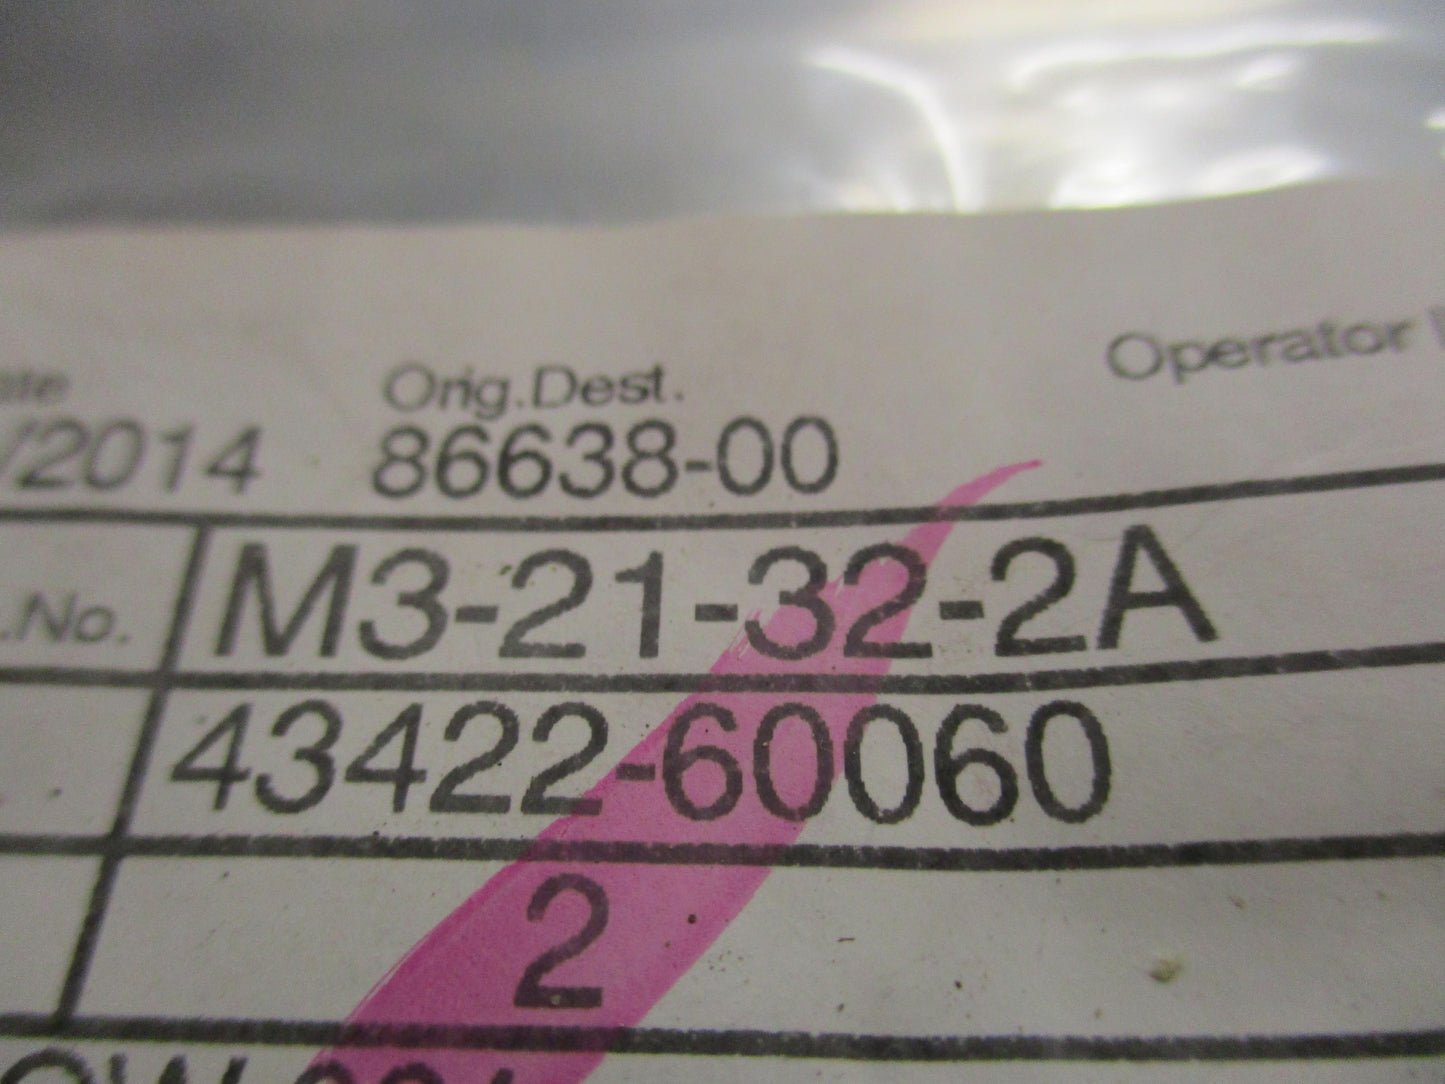 Orig.Dest. Operator
/2014 86638-00
.No. M3-21-32-2A
43422-60060
2